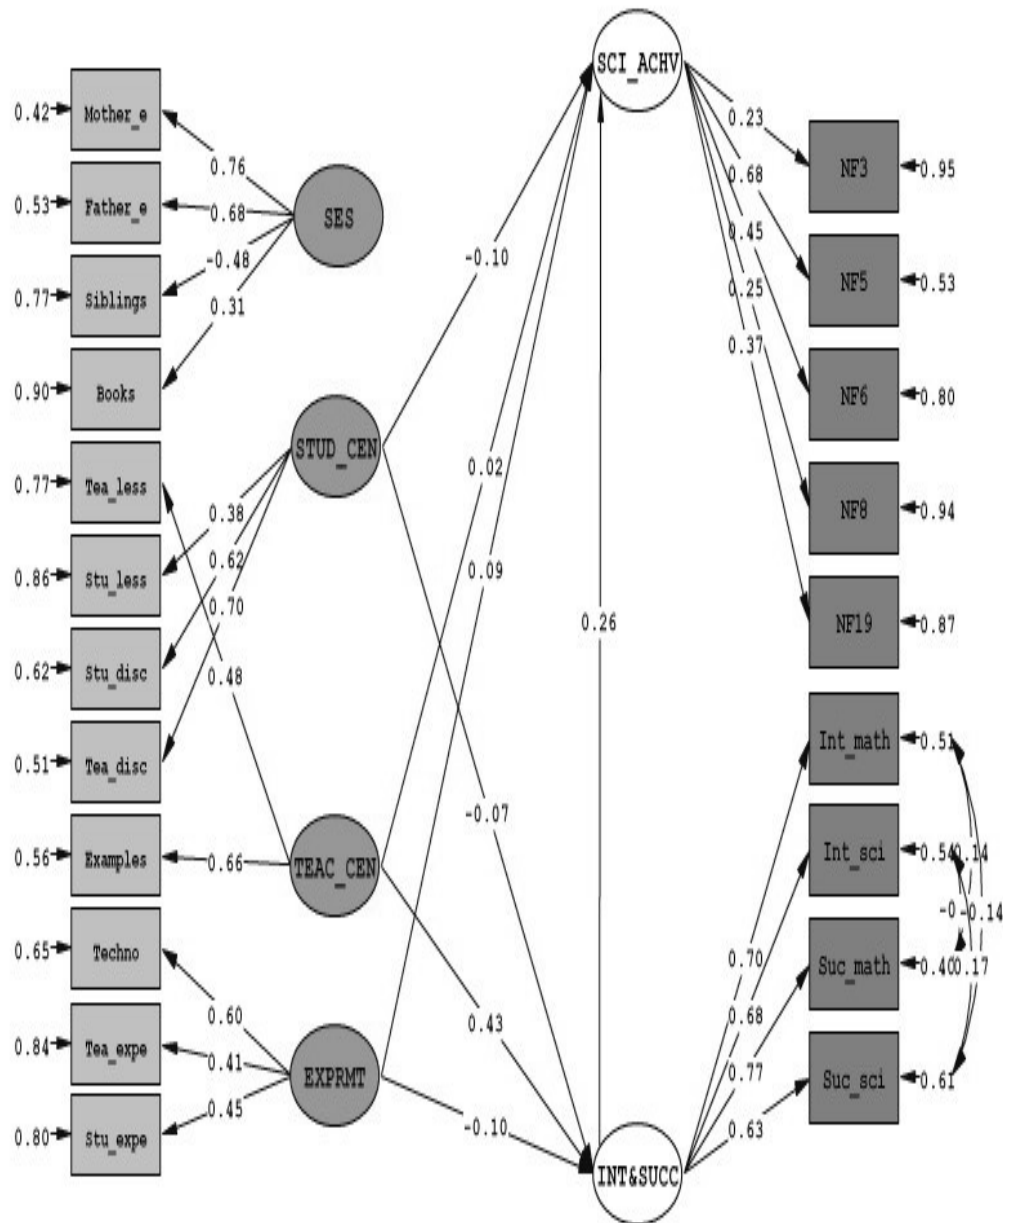 SCI_ACHV
0.42
Mother_e
0.76
0.23
NF3
0.95
0.53
Father_e
0.68
SES
0.68
-0.48
0.45
-0.10
0.77
Siblings
0.31
0.25
NF5
0.53
0.37
0.90
Books
NF6
0.80
STUD_CEN
0.02
0.77
Tea_less
0.38
NF8
0.94
0.62
0.09
0.86
Stu_less
0.70
0.26
NF19
0.87
0.62
Stu_disc
0.48
0.51
Tea_disc
Int_math
0.51
-0.07
0.56
Examples
0.66
TEAC_CEN
Int_sci
0.54
0.14
-0
-0.14
0.65
Techno
0.70
Suc_math
0.40
0.17
0.60
0.43
0.68
0.84
Tea_expe
0.41
EXPRMT
0.77
Suc_sci
0.61
0.45
-0.10
0.63
0.80
Stu_expe
INT&SUCC